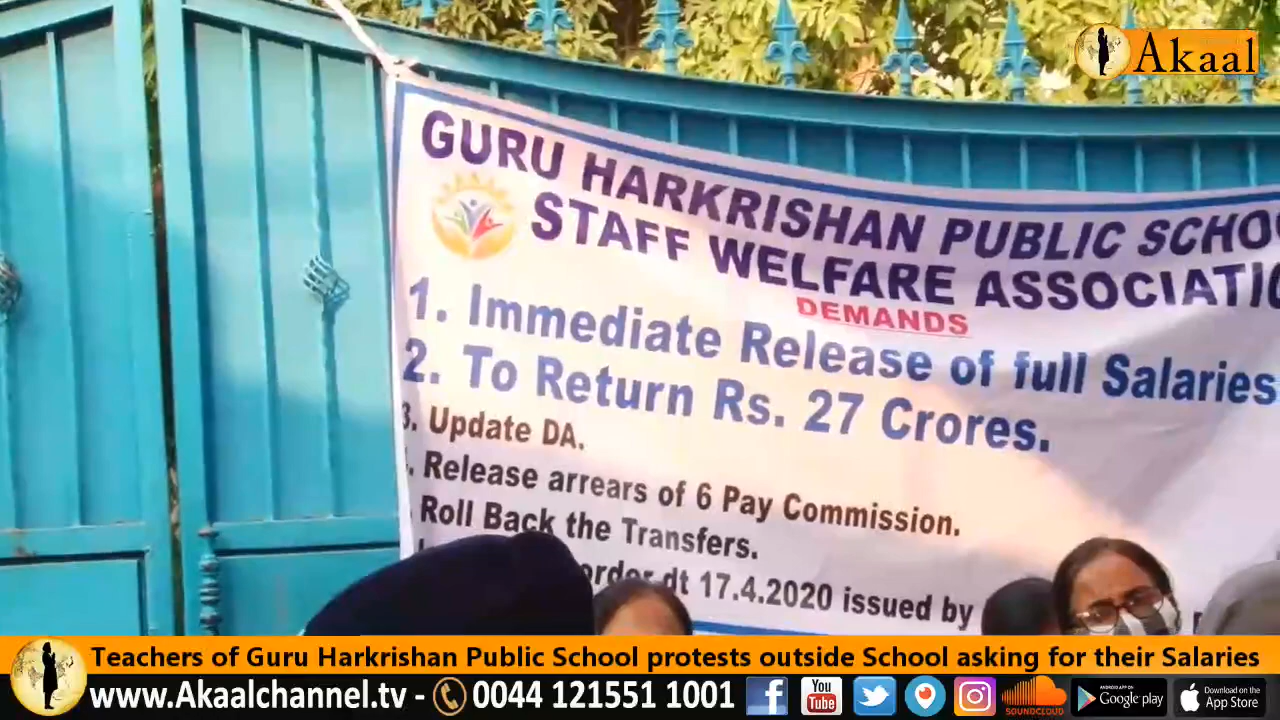 Akaal
GURU HARKRISHAN PUBLIC
STAFF WELFARE
DEMANDS
1. Immediate Release of full Salaries
2. To Return Rs. 27 Crores.
3. Update DA.
. Release arrears of 6 Pay Commission.
Roll Back the Transfers.
order dt 17.4.2020 issued by
Teachers of Guru Harkrishan Public School protests outside School asking for their Salaries
www.Akaalchannel.tv - 0044 121551 1001
You Tube
SOUNDCLOUD
ANDROID APP ON
Google play
Download on the
App Store